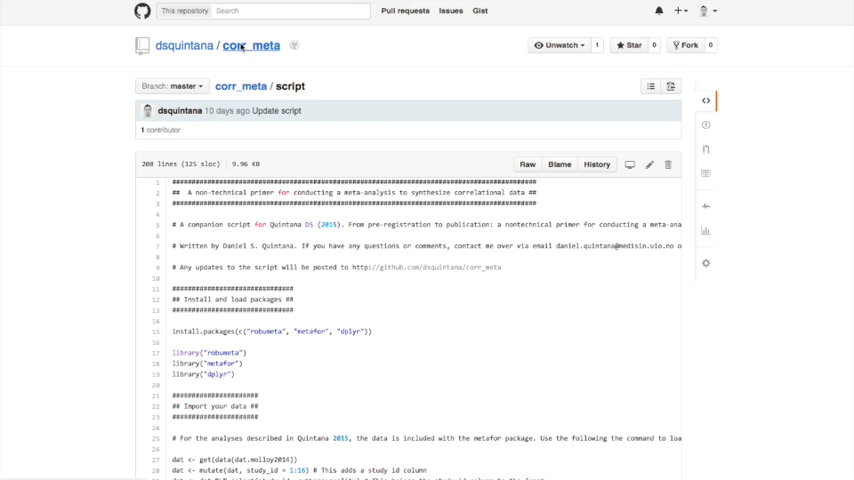 This repository Search Pull requests Issues Gist
dsquintana / corr_meta Unwatch 1 Star 0 Fork 0
Branch: master corr_meta / script
dsquintana 10 days ago Update script
1 contributor
208 lines (125 sloc) 9.96 KB Raw Blame History
1 #############################################################################################
2 ## A non-technical primer for conducting a meta-analysis to synthesize correlational data ##
3 #############################################################################################
4
5 # A companion script for Quintana DS (2015). From pre-registration to publication: a nontechnical primer for conducting a meta-ana
6
7 # Written by Daniel S. Quintana. If you have any questions or comments, contact me over via email daniel.quintana@medisin.uio.no o
8
9 # Any updates to the script will be posted to http://github.com/dsquintana/corr_meta
10
11 ###############################
12 ## Install and load packages ##
13 ###############################
14
15 install.packages(c("robumeta", "metafor", "dplyr"))
16
17 library("robumeta")
18 library("metafor")
19 library("dplyr")
20
21 ######################
22 ## Import your data ##
23 ######################
24
25 # For the analyses described in Quintana 2015, the data is included with the metafor package. Use the following the command to loa
26
27 dat <- get(data(dat.molloy2014))
28 dat <- mutate(dat, study_id = 1:16) # This adds a study id column